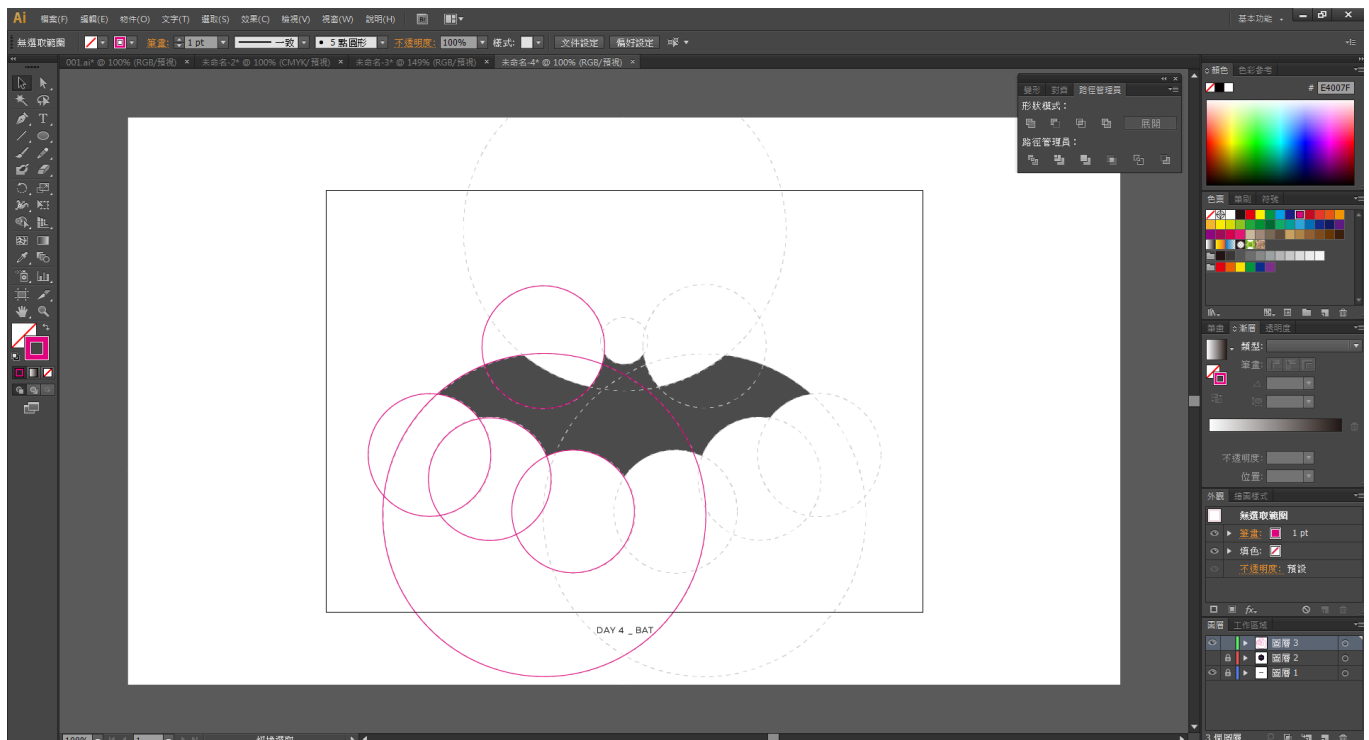 Ai 檔案(F) 編輯(E) 物件(O) 文字(T) 選取(S) 效果(C) 檢視(V) 視窗(W) 說明(H) Br 基本功能
無選取範圍 筆畫: 1 pt 一致 5 點圓形 不透明度: 100% 樣式: 文件設定 偏好設定
001.ai* @ 100% (RGB/預視) × 未命名-2* @ 100% (CMYK/預視) × 未命名-3* @ 149% (RGB/預視) × 未命名-4* @ 100% (RGB/預視) ×
顏色 色彩參考
# E4007F
變形 對齊 路徑管理員
形狀模式:
展開
路徑管理員:
色票 筆刷 符號
筆畫 漸層 透明度
類型:
筆畫:
不透明度:
位置:
外觀 繪圖樣式
無選取範圍
筆畫: 1 pt
填色:
不透明度: 預設
fx
圖層 工作區域
圖層 3
圖層 2
圖層 1
DAY 4 _ BAT
100% 1
3 個圖層